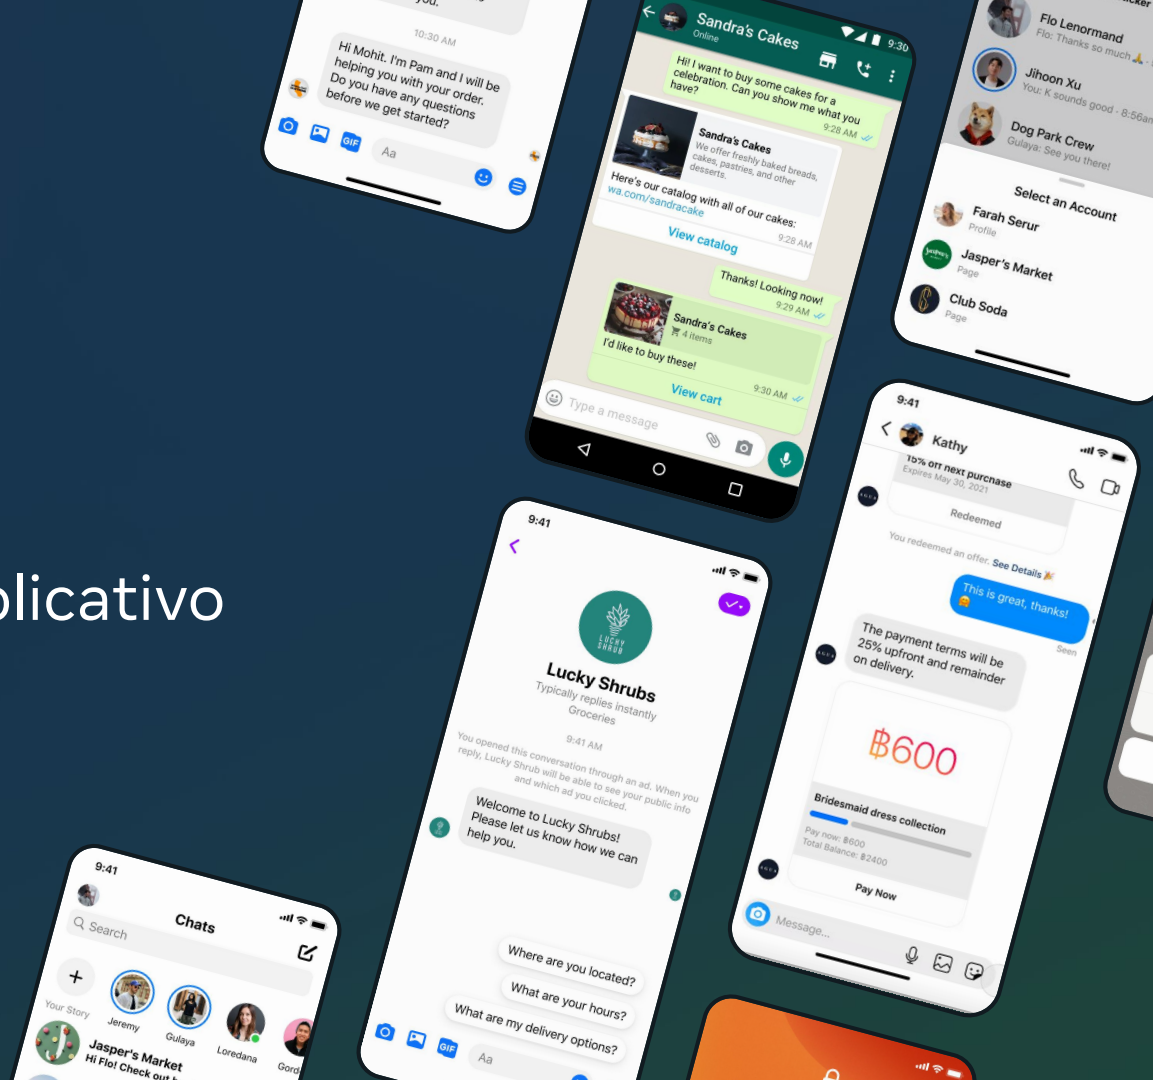 you.
10:30 AM
Hi Mohit. I'm Pam and I will be
helping you with your order.
Do you have any questions
before we get started?
GIF
Aa
9:30
Sandra's Cakes
Online
Hi! I want to buy some cakes for a
celebration. Can you show me what you
have?
9:28 AM
Sandra's Cakes
We offer freshly baked breads,
cakes, pastries, and other
desserts.
Here's our catalog with all of our cakes:
wa.com/sandracake
9:28 AM
View catalog
Thanks! Looking now!
9:29 AM
Sandra's Cakes
4 items
I'd like to buy these!
9:30 AM
View cart
Type a message
Flo Lenormand
Flo: Thanks so much🙏 ·
Jihoon Xu
You: K sounds good · 8:56am
Dog Park Crew
Gulaya: See you there!
Select an Account
Farah Serur
Profile
Jasper's Market
Page
Club Soda
Page
plicativo
9:41
Lucky Shrubs
LUCKY
SHRUB
Typically replies instantly
Groceries
9:41 AM
You opened this conversation through an ad. When you
reply, Lucky Shrub will be able to see your public info
and which ad you clicked.
Welcome to Lucky Shrubs!
Please let us know how we can
help you.
Where are you located?
What are your hours?
What are my delivery options?
GIF
Aa
9:41
Kathy
15% off next purchase
Expires May 30, 2021
Redeemed
You redeemed an offer. See Details🎉
This is great, thanks!
🤗
Seen
The payment terms will be
25% upfront and remainder
on delivery.
฿600
Bridesmaid dress collection
Pay now: ฿600
Total Balance: ฿2400
Pay Now
Message...
9:41
Chats
Search
Your Story
Jeremy
Gulaya
Loredana
Gord
Jasper's Market
Hi Flo! Check out